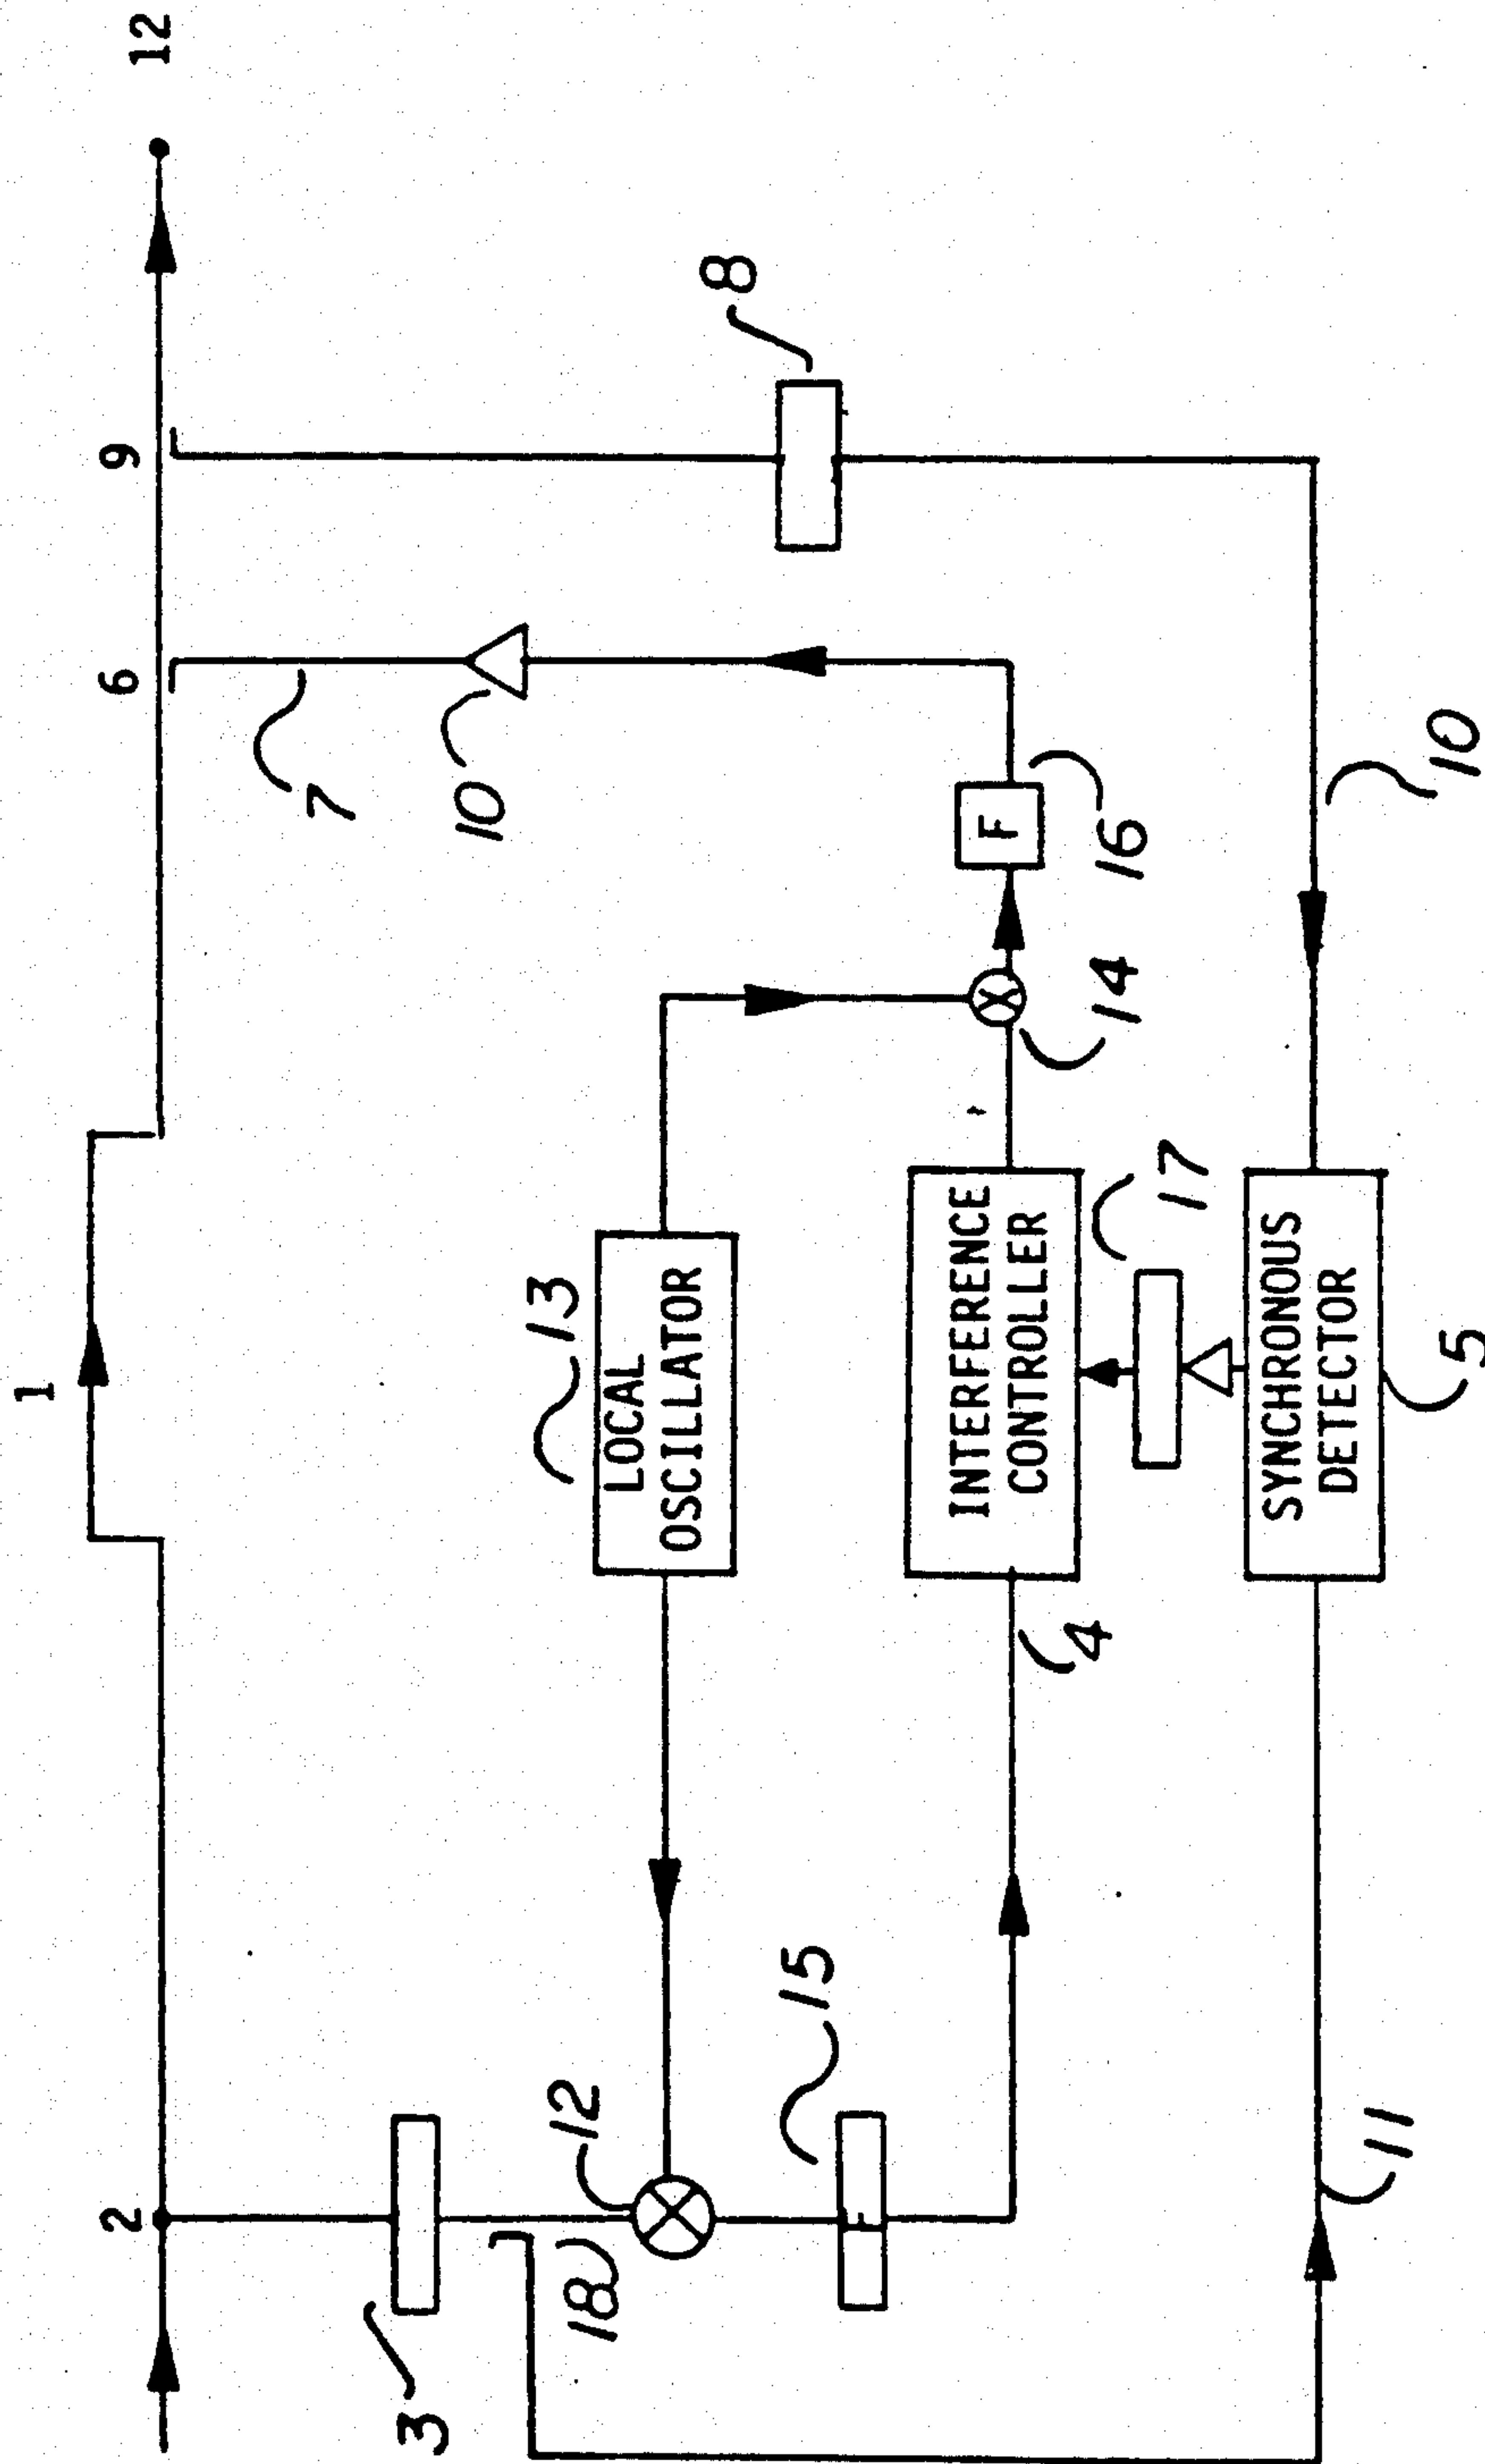 1
12
2
6
9
3
18
12
13
LOCAL
OSCILLATOR
7
10
8
15
F
4
INTERFERENCE
CONTROLLER
14
F
16
17
11
SYNCHRONOUS
DETECTOR
5
10